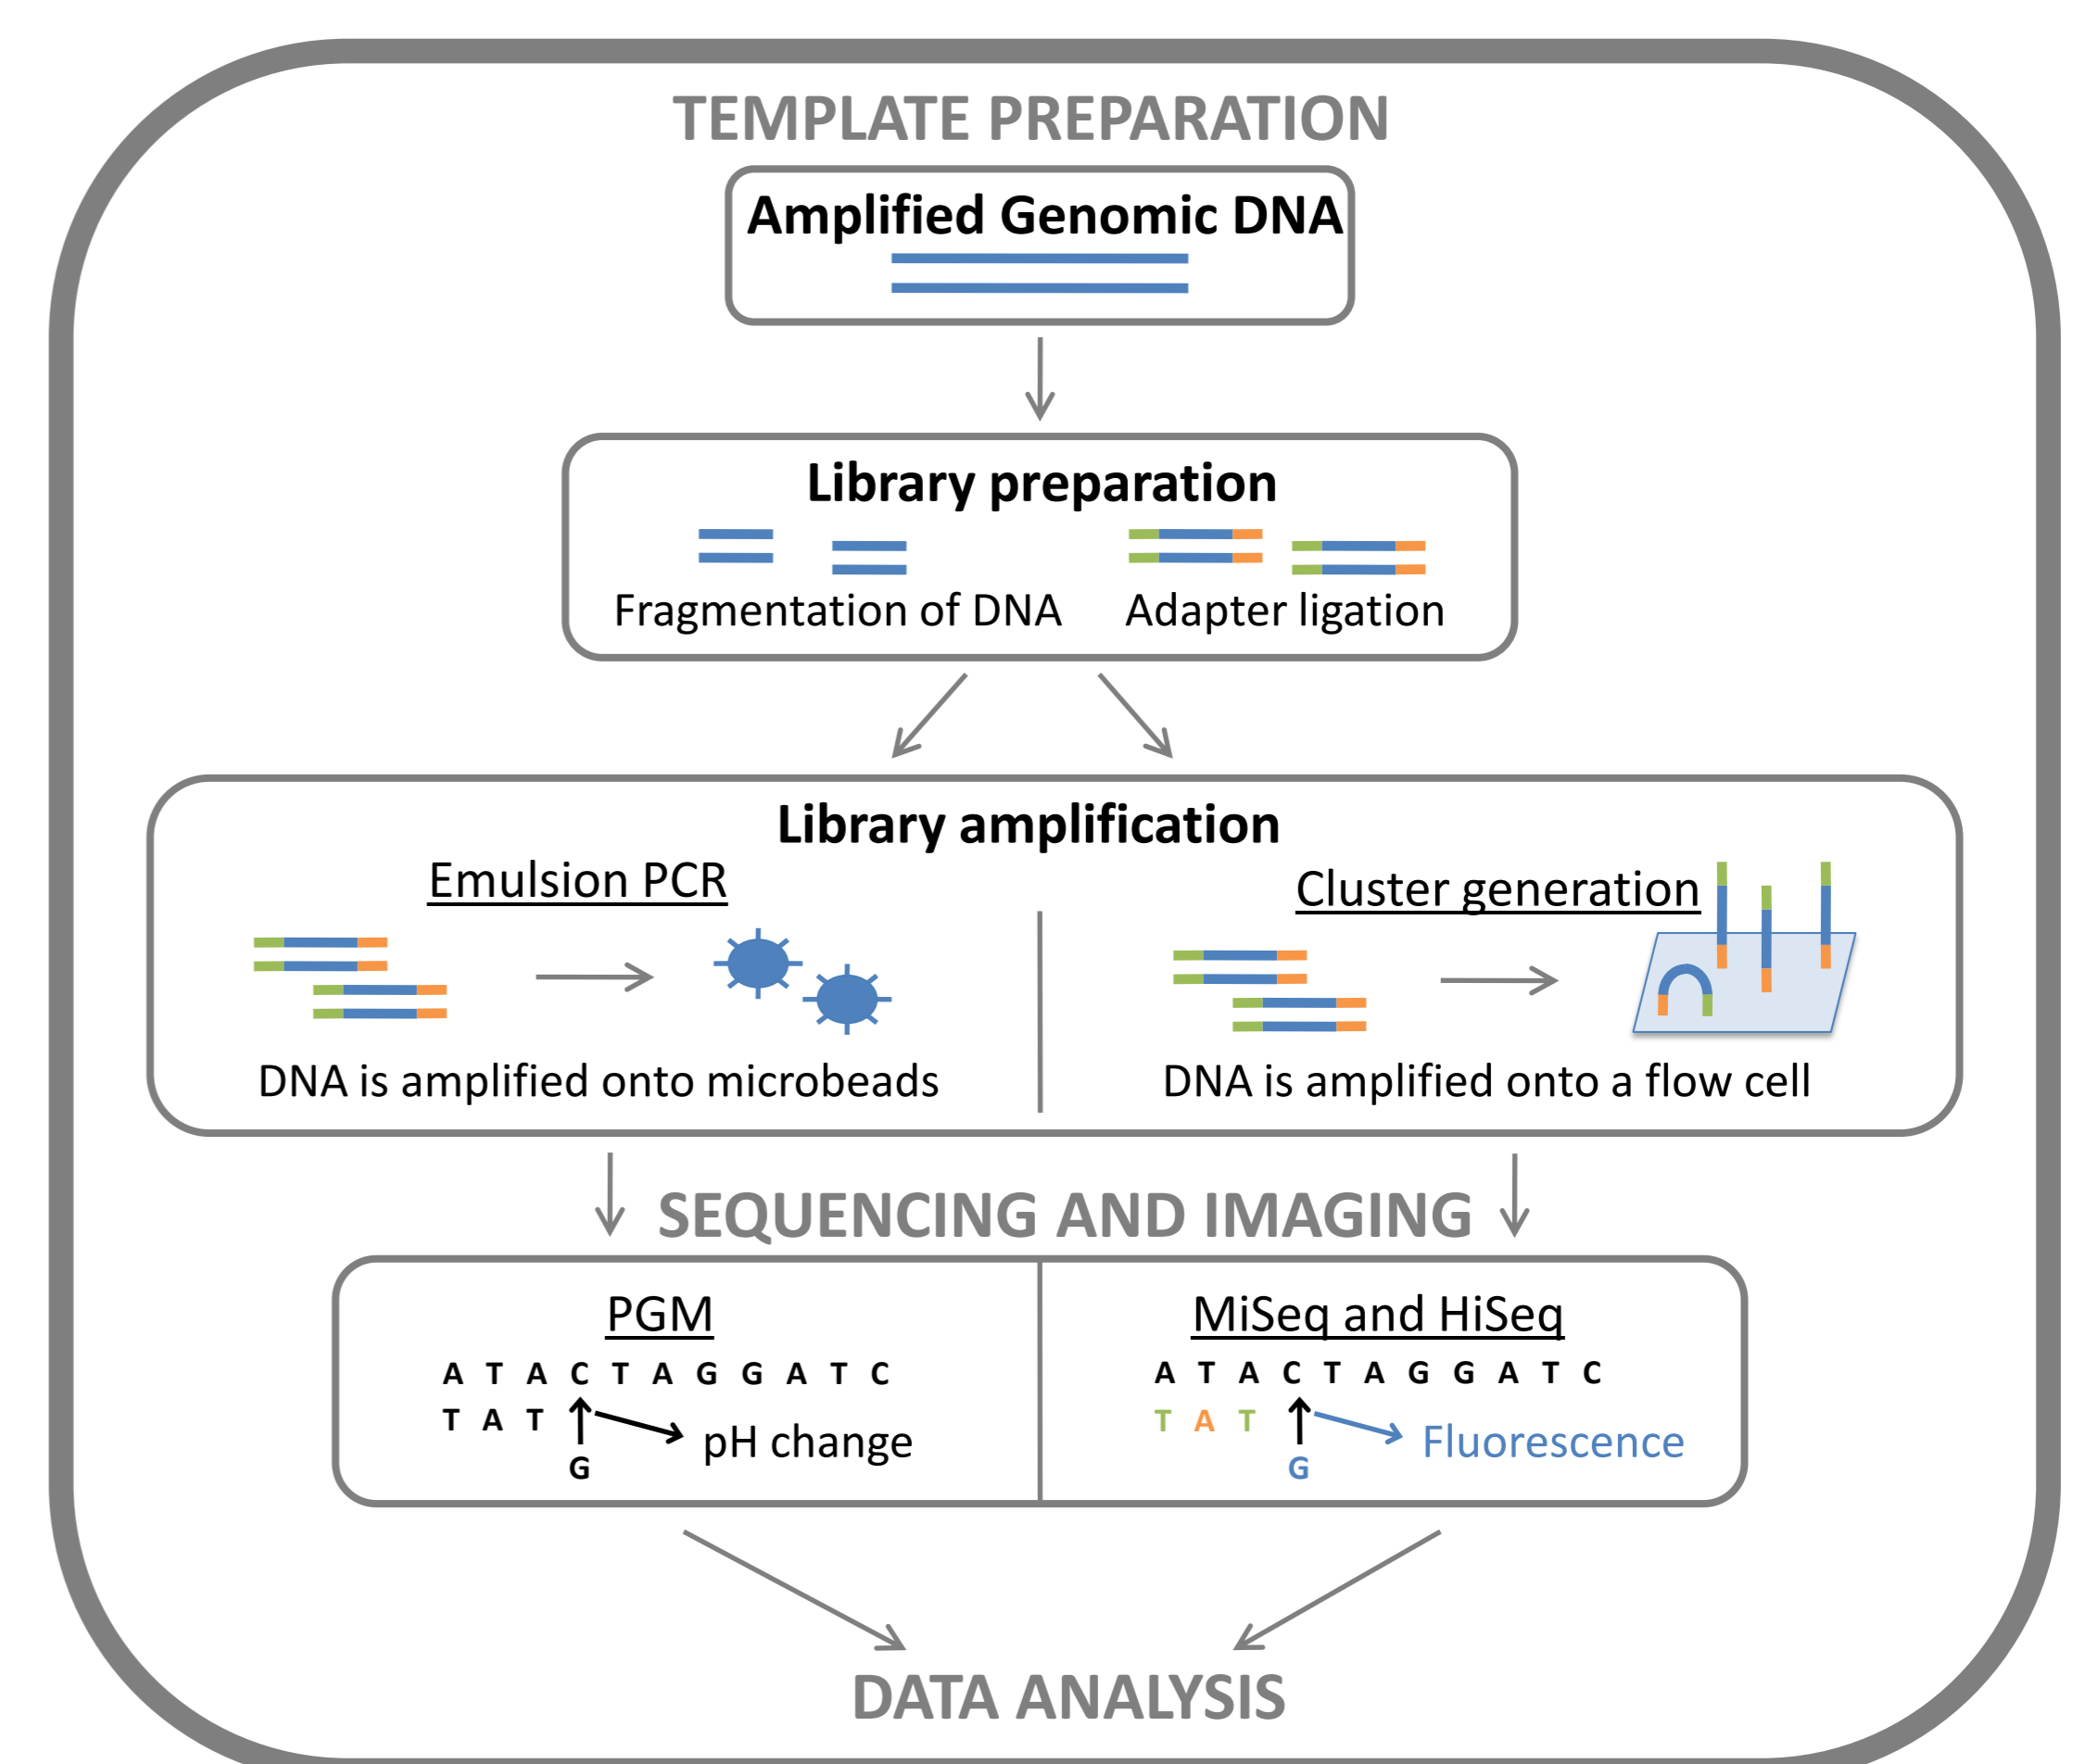 TEMPLATE PREPARATION
Amplified Genomic DNA
Library preparation
Fragmentation of DNA
Adapter ligation
Library amplification
Emulsion PCR
DNA is amplified onto microbeads
Cluster generation
DNA is amplified onto a flow cell
SEQUENCING AND IMAGING
PGM
A T A C T A G G A T C
T A T
pH change
G
MiSeq and HiSeq
A T A C T A G G A T C
T A T
Fluorescence
G
DATA ANALYSIS